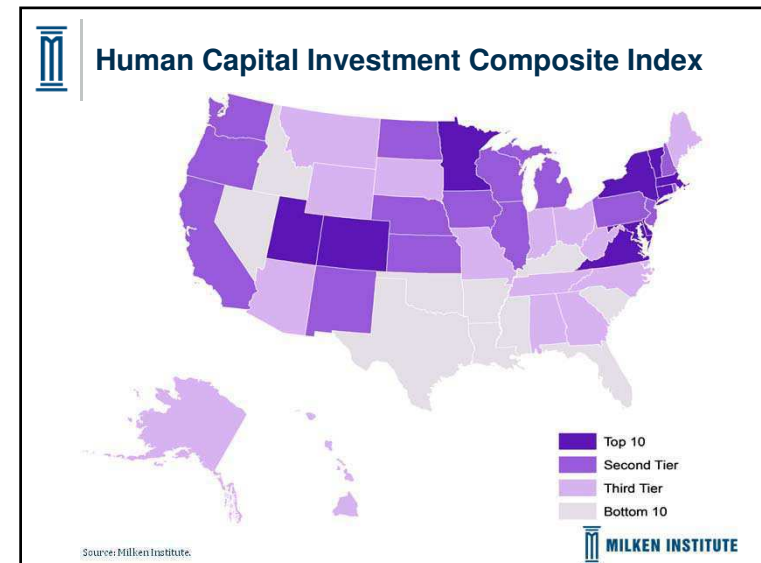 Human Capital Investment Composite Index
Top 10
Second Tier
Third Tier
Bottom 10
Source: Milken Institute.
MILKEN INSTITUTE